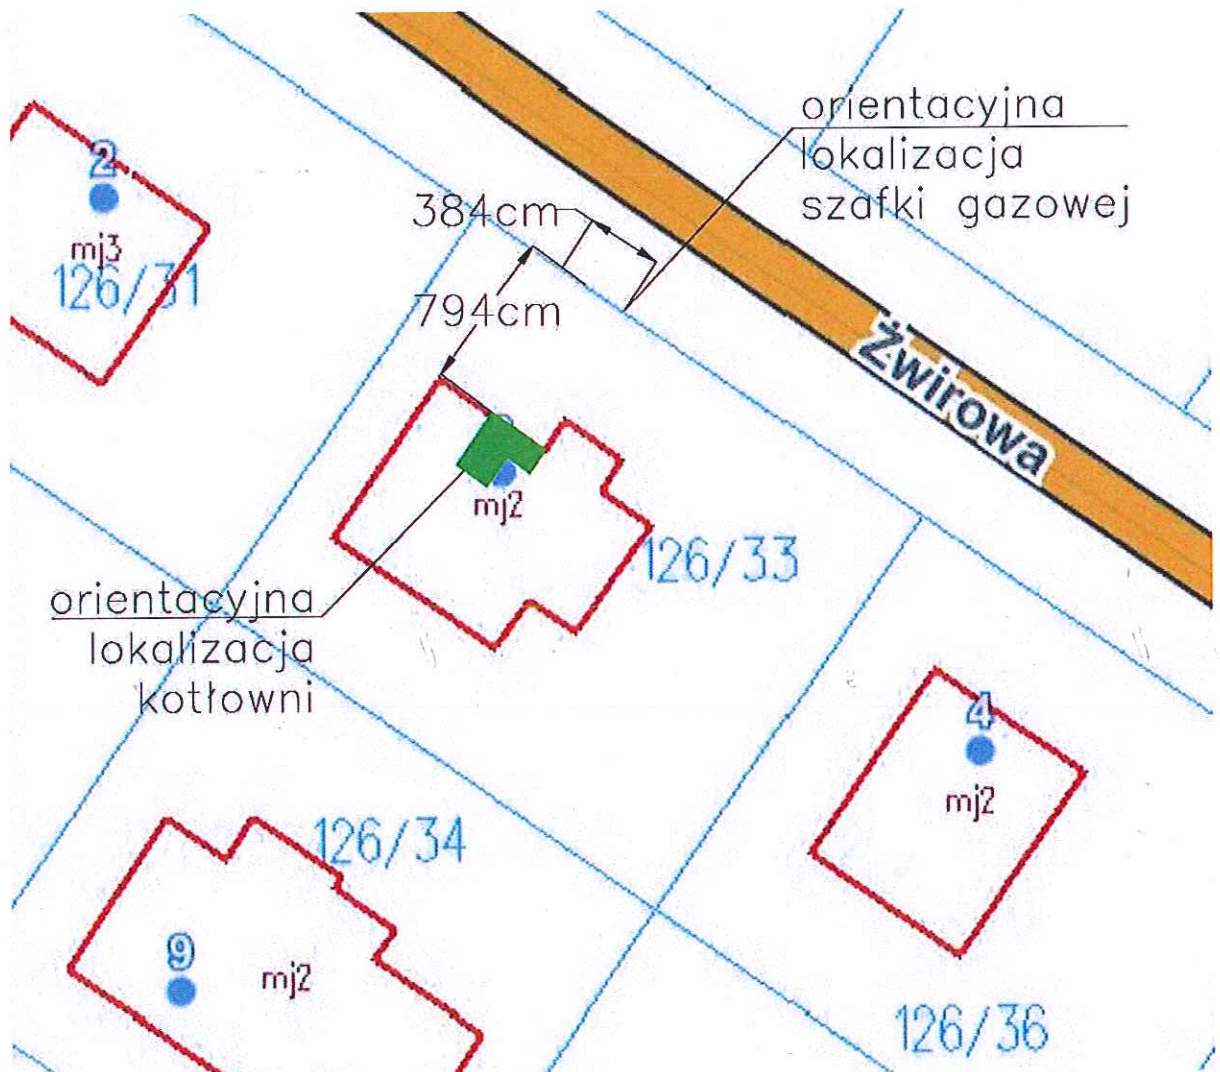 orientacyjna
lokalizacja
szafki gazowej
2
mj3
126/31
384cm
794cm
Żwirowa
mj2
126/33
orientacyjna
lokalizacja
kotłowni
4
mj2
126/34
9
mj2
126/36